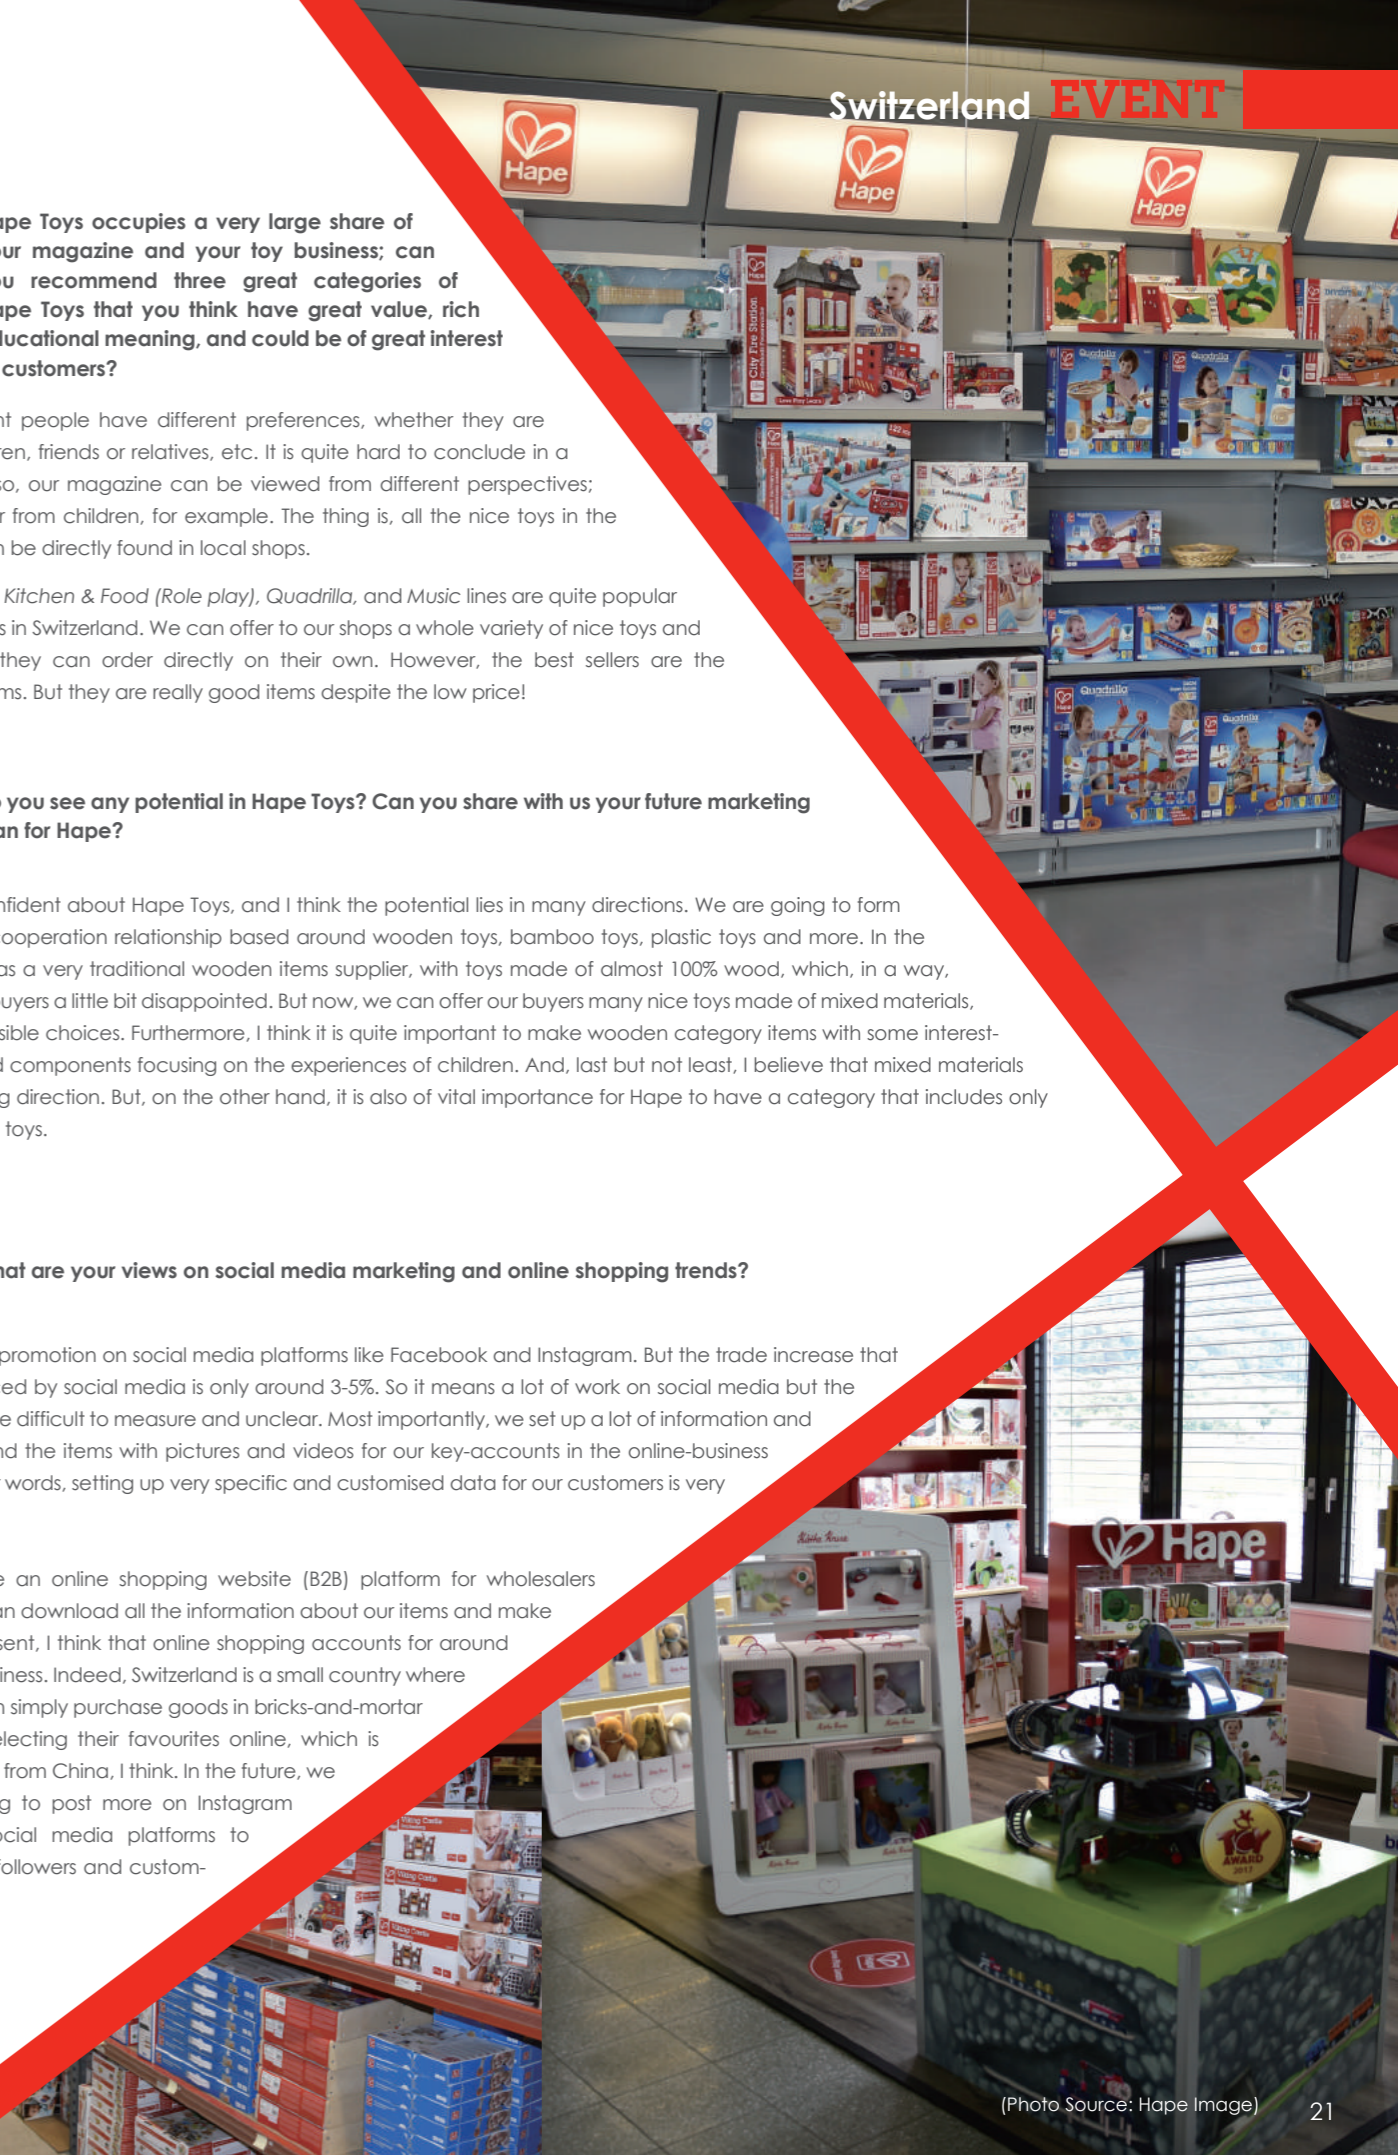 Switzerland EVENT
Hape
Hape
Hape
ape Toys occupies a very large share of
our magazine and your toy business; can
ou recommend three great categories of
ape Toys that you think have great value, rich
ducational meaning, and could be of great interest
customers?
nt people have different preferences, whether they are
ren, friends or relatives, etc. It is quite hard to conclude in a
so, our magazine can be viewed from different perspectives;
r from children, for example. The thing is, all the nice toys in the
n be directly found in local shops.
Kitchen & Food (Role play), Quadrilla, and Music lines are quite popular
s in Switzerland. We can offer to our shops a whole variety of nice toys and
they can order directly on their own. However, the best sellers are the
ms. But they are really good items despite the low price!
City Fire Station
Quadrilla
Quadrilla
Quadrilla
Quadrilla
o you see any potential in Hape Toys? Can you share with us your future marketing
an for Hape?
nfident about Hape Toys, and I think the potential lies in many directions. We are going to form
cooperation relationship based around wooden toys, bamboo toys, plastic toys and more. In the
as a very traditional wooden items supplier, with toys made of almost 100% wood, which, in a way,
uyers a little bit disappointed. But now, we can offer our buyers many nice toys made of mixed materials,
sible choices. Furthermore, I think it is quite important to make wooden category items with some interest-
d components focusing on the experiences of children. And, last but not least, I believe that mixed materials
g direction. But, on the other hand, it is also of vital importance for Hape to have a category that includes only
toys.
hat are your views on social media marketing and online shopping trends?
promotion on social media platforms like Facebook and Instagram. But the trade increase that
ced by social media is only around 3-5%. So it means a lot of work on social media but the
e difficult to measure and unclear. Most importantly, we set up a lot of information and
nd the items with pictures and videos for our key-accounts in the online-business
r words, setting up very specific and customised data for our customers is very
e an online shopping website (B2B) platform for wholesalers
an download all the information about our items and make
sent, I think that online shopping accounts for around
iness. Indeed, Switzerland is a small country where
n simply purchase goods in bricks-and-mortar
electing their favourites online, which is
from China, I think. In the future, we
g to post more on Instagram
ocial media platforms to
followers and custom-
Käthe Kruse
Hape
Viking Castle
Viking Castle
Viking Castle
AWARD
2017
(Photo Source: Hape Image)
21